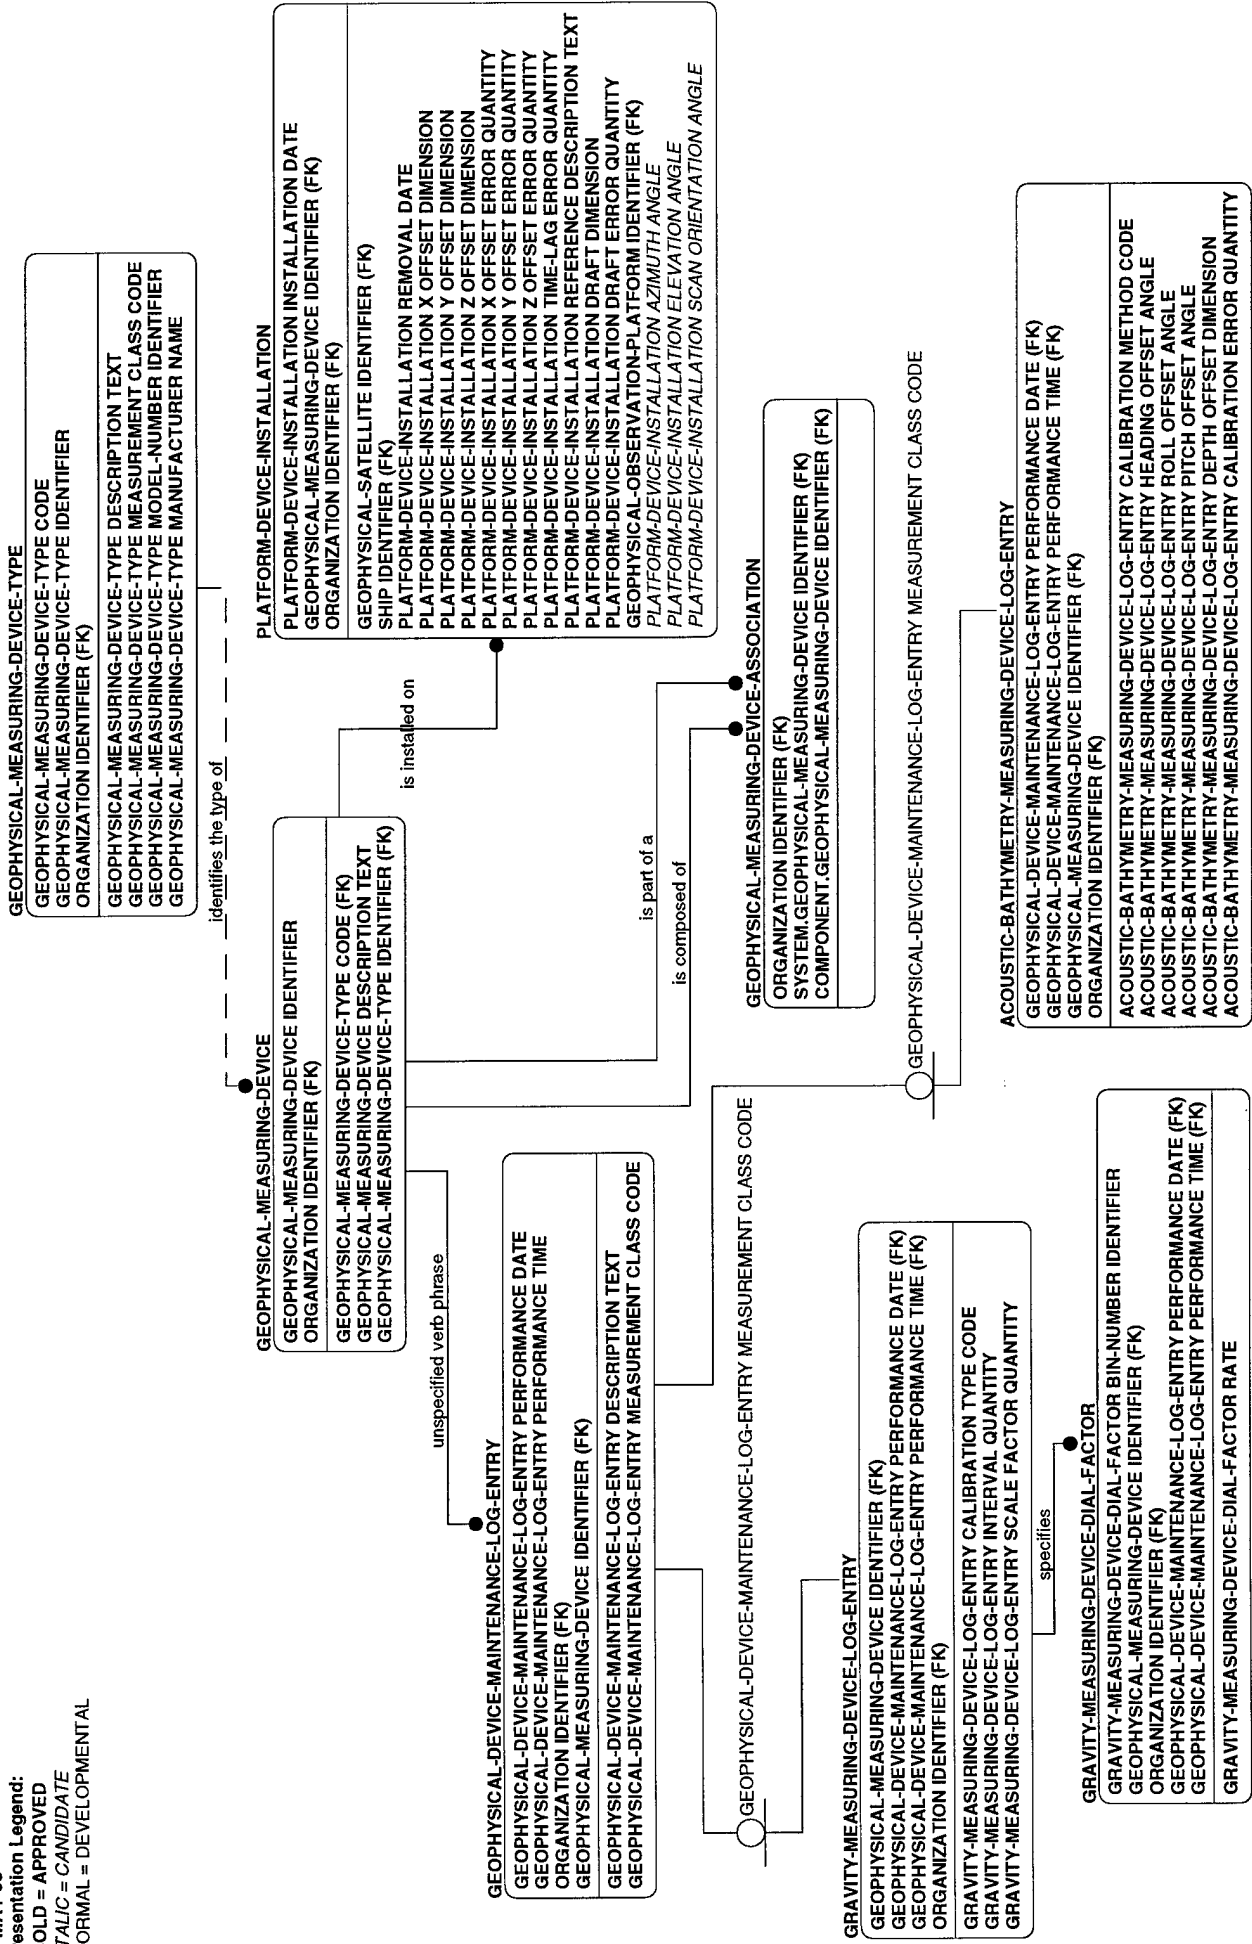 esentation Legend:
OLD = APPROVED
TALIC = CANDIDATE
ORMAL = DEVELOPMENTAL
GEOPHYSICAL-MEASURING-DEVICE-TYPE
GEOPHYSICAL-MEASURING-DEVICE-TYPE CODE
GEOPHYSICAL-MEASURING-DEVICE-TYPE IDENTIFIER
ORGANIZATION IDENTIFIER (FK)
GEOPHYSICAL-MEASURING-DEVICE-TYPE DESCRIPTION TEXT
GEOPHYSICAL-MEASURING-DEVICE-TYPE MEASUREMENT CLASS CODE
GEOPHYSICAL-MEASURING-DEVICE-TYPE MODEL-NUMBER IDENTIFIER
GEOPHYSICAL-MEASURING-DEVICE-TYPE MANUFACTURER NAME
identifies the type of
GEOPHYSICAL-MEASURING-DEVICE
GEOPHYSICAL-MEASURING-DEVICE IDENTIFIER
ORGANIZATION IDENTIFIER (FK)
GEOPHYSICAL-MEASURING-DEVICE-TYPE CODE (FK)
GEOPHYSICAL-MEASURING-DEVICE DESCRIPTION TEXT
GEOPHYSICAL-MEASURING-DEVICE-TYPE IDENTIFIER (FK)
PLATFORM-DEVICE-INSTALLATION
PLATFORM-DEVICE-INSTALLATION INSTALLATION DATE
GEOPHYSICAL-MEASURING-DEVICE IDENTIFIER (FK)
ORGANIZATION IDENTIFIER (FK)
GEOPHYSICAL-SATELLITE IDENTIFIER (FK)
SHIP IDENTIFIER (FK)
PLATFORM-DEVICE-INSTALLATION REMOVAL DATE
PLATFORM-DEVICE-INSTALLATION X OFFSET DIMENSION
PLATFORM-DEVICE-INSTALLATION Y OFFSET DIMENSION
PLATFORM-DEVICE-INSTALLATION Z OFFSET DIMENSION
PLATFORM-DEVICE-INSTALLATION X OFFSET ERROR QUANTITY
PLATFORM-DEVICE-INSTALLATION Y OFFSET ERROR QUANTITY
PLATFORM-DEVICE-INSTALLATION Z OFFSET ERROR QUANTITY
PLATFORM-DEVICE-INSTALLATION TIME-LAG ERROR QUANTITY
PLATFORM-DEVICE-INSTALLATION REFERENCE DESCRIPTION TEXT
PLATFORM-DEVICE-INSTALLATION DRAFT DIMENSION
PLATFORM-DEVICE-INSTALLATION DRAFT ERROR QUANTITY
GEOPHYSICAL-OBSERVATION-PLATFORM IDENTIFIER (FK)
PLATFORM-DEVICE-INSTALLATION AZIMUTH ANGLE
PLATFORM-DEVICE-INSTALLATION ELEVATION ANGLE
PLATFORM-DEVICE-INSTALLATION SCAN ORIENTATION ANGLE
is installed on
unspecified verb phrase
is part of a
is composed of
GEOPHYSICAL-DEVICE-MAINTENANCE-LOG-ENTRY
GEOPHYSICAL-DEVICE-MAINTENANCE-LOG-ENTRY PERFORMANCE DATE
GEOPHYSICAL-DEVICE-MAINTENANCE-LOG-ENTRY PERFORMANCE TIME
ORGANIZATION IDENTIFIER (FK)
GEOPHYSICAL-MEASURING-DEVICE IDENTIFIER (FK)
GEOPHYSICAL-DEVICE-MAINTENANCE-LOG-ENTRY DESCRIPTION TEXT
GEOPHYSICAL-DEVICE-MAINTENANCE-LOG-ENTRY MEASUREMENT CLASS CODE
GEOPHYSICAL-MEASURING-DEVICE-ASSOCIATION
ORGANIZATION IDENTIFIER (FK)
SYSTEM.GEOPHYSICAL-MEASURING-DEVICE IDENTIFIER (FK)
COMPONENT.GEOPHYSICAL-MEASURING-DEVICE IDENTIFIER (FK)
GEOPHYSICAL-DEVICE-MAINTENANCE-LOG-ENTRY MEASUREMENT CLASS CODE
GEOPHYSICAL-DEVICE-MAINTENANCE-LOG-ENTRY MEASUREMENT CLASS CODE
GRAVITY-MEASURING-DEVICE-LOG-ENTRY
GEOPHYSICAL-MEASURING-DEVICE IDENTIFIER (FK)
GEOPHYSICAL-DEVICE-MAINTENANCE-LOG-ENTRY PERFORMANCE DATE (FK)
GEOPHYSICAL-DEVICE-MAINTENANCE-LOG-ENTRY PERFORMANCE TIME (FK)
ORGANIZATION IDENTIFIER (FK)
GRAVITY-MEASURING-DEVICE-LOG-ENTRY CALIBRATION TYPE CODE
GRAVITY-MEASURING-DEVICE-LOG-ENTRY INTERVAL QUANTITY
GRAVITY-MEASURING-DEVICE-LOG-ENTRY SCALE FACTOR QUANTITY
specifies
GRAVITY-MEASURING-DEVICE-DIAL-FACTOR
GRAVITY-MEASURING-DEVICE-DIAL-FACTOR BIN-NUMBER IDENTIFIER
GEOPHYSICAL-MEASURING-DEVICE IDENTIFIER (FK)
ORGANIZATION IDENTIFIER (FK)
GEOPHYSICAL-DEVICE-MAINTENANCE-LOG-ENTRY PERFORMANCE DATE (FK)
GEOPHYSICAL-DEVICE-MAINTENANCE-LOG-ENTRY PERFORMANCE TIME (FK)
GRAVITY-MEASURING-DEVICE-DIAL-FACTOR RATE
ACOUSTIC-BATHYMETRY-MEASURING-DEVICE-LOG-ENTRY
GEOPHYSICAL-DEVICE-MAINTENANCE-LOG-ENTRY PERFORMANCE DATE (FK)
GEOPHYSICAL-DEVICE-MAINTENANCE-LOG-ENTRY PERFORMANCE TIME (FK)
GEOPHYSICAL-MEASURING-DEVICE IDENTIFIER (FK)
ORGANIZATION IDENTIFIER (FK)
ACOUSTIC-BATHYMETRY-MEASURING-DEVICE-LOG-ENTRY CALIBRATION METHOD CODE
ACOUSTIC-BATHYMETRY-MEASURING-DEVICE-LOG-ENTRY HEADING OFFSET ANGLE
ACOUSTIC-BATHYMETRY-MEASURING-DEVICE-LOG-ENTRY ROLL OFFSET ANGLE
ACOUSTIC-BATHYMETRY-MEASURING-DEVICE-LOG-ENTRY PITCH OFFSET ANGLE
ACOUSTIC-BATHYMETRY-MEASURING-DEVICE-LOG-ENTRY DEPTH OFFSET DIMENSION
ACOUSTIC-BATHYMETRY-MEASURING-DEVICE-LOG-ENTRY CALIBRATION ERROR QUANTITY